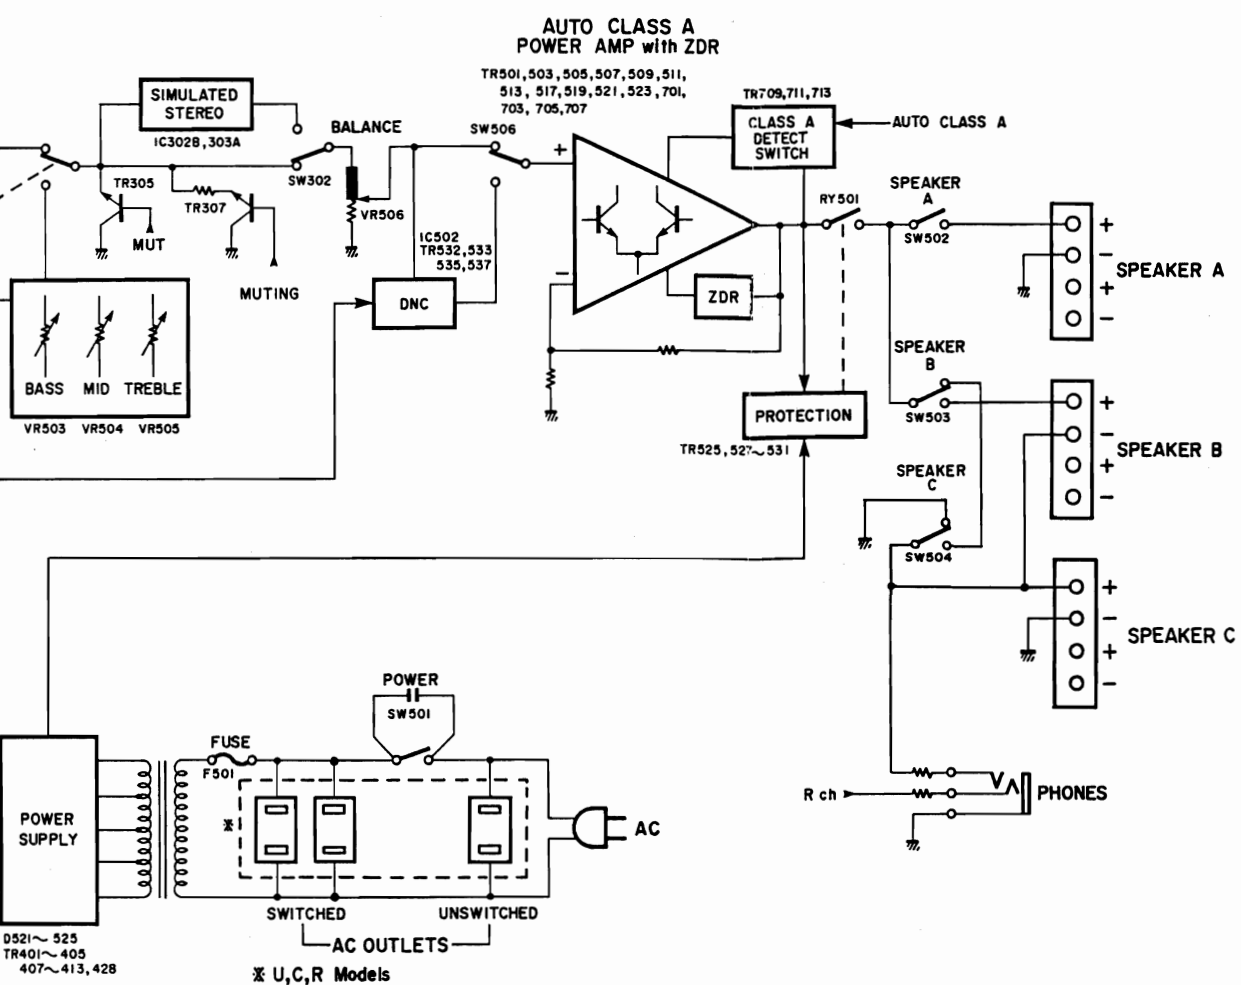 AUTO CLASS A
POWER AMP with ZDR
TR501,503,505,507,509,511,
513, 517,519,521,523,701,
703, 705,707
SIMULATED
STEREO
IC302B,303A
BALANCE
SW506
TR709,711,713
CLASS A
DETECT
SWITCH
AUTO CLASS A
TR305
TR307
MUT
MUTING
SW302
VR506
IC502
TR532,533
535,537
DNC
+
−
ZDR
RY501
SPEAKER
A
SW502
+
−
+
−
SPEAKER A
BASS MID TREBLE
VR503 VR504 VR505
PROTECTION
TR525,527~531
SPEAKER
B
SW503
+
−
+
−
SPEAKER B
SPEAKER
C
SW504
+
−
+
−
SPEAKER C
POWER
SW501
FUSE
F501
POWER
SUPPLY
※
AC
R ch
PHONES
SWITCHED UNSWITCHED
AC OUTLETS
D521~ 525
TR401~ 405
407~413,428
※ U,C,R Models